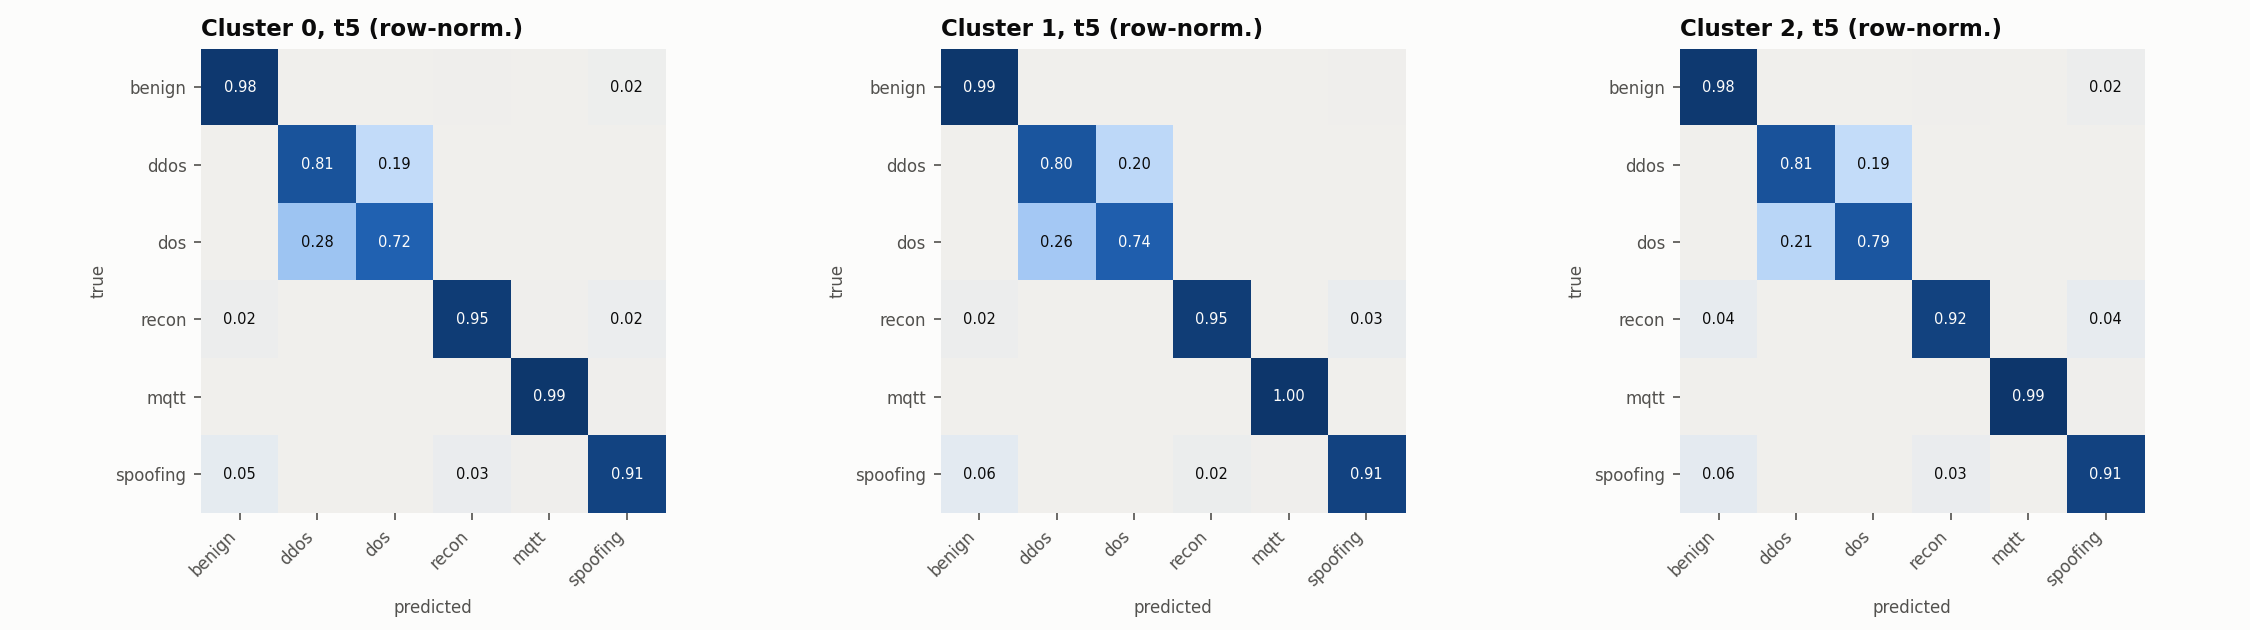 Cluster 0, t5 (row-norm.)
true
benign 0.98 0.02
ddos 0.81 0.19
dos 0.28 0.72
recon 0.02 0.95 0.02
mqtt 0.99
spoofing 0.05 0.03 0.91
benign ddos dos recon mqtt spoofing
predicted
Cluster 1, t5 (row-norm.)
true
benign 0.99
ddos 0.80 0.20
dos 0.26 0.74
recon 0.02 0.95 0.03
mqtt 1.00
spoofing 0.06 0.02 0.91
benign ddos dos recon mqtt spoofing
predicted
Cluster 2, t5 (row-norm.)
true
benign 0.98 0.02
ddos 0.81 0.19
dos 0.21 0.79
recon 0.04 0.92 0.04
mqtt 0.99
spoofing 0.06 0.03 0.91
benign ddos dos recon mqtt spoofing
predicted